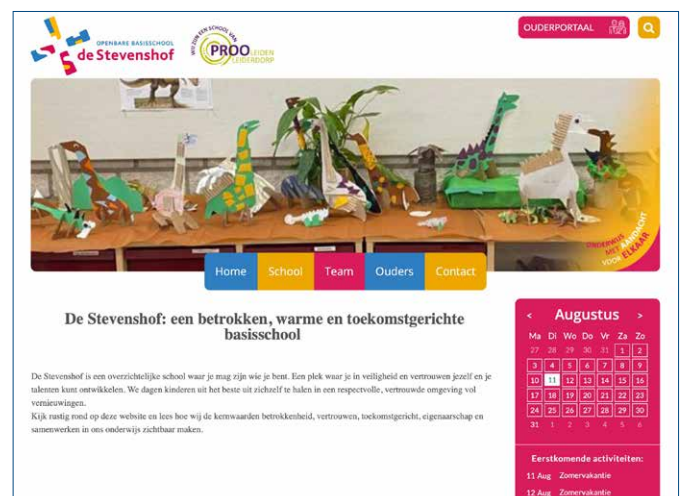 OPENBARE BASISSCHOOL
de Stevenshof
WIJ ZIJN EEN SCHOOL VAN
PROO LEIDEN
LEIDERDORP
OUDERPORTAAL
ONDERWIJS
MET AANDACHT
VOOR ELKAAR
Home School Team Ouders Contact
De Stevenshof: een betrokken, warme en toekomstgerichte
basisschool
De Stevenshof is een overzichtelijke school waar je mag zijn wie je bent. Een plek waar je in veiligheid en vertrouwen jezelf en je
talenten kunt ontwikkelen. We dagen kinderen uit het beste uit zichzelf te halen in een respectvolle, vertrouwde omgeving vol
vernieuwingen.
Kijk rustig rond op deze website en lees hoe wij de kernwaarden betrokkenheid, vertrouwen, toekomstgericht, eigenaarschap en
samenwerken in ons onderwijs zichtbaar maken.
< Augustus >
Ma Di Wo Do Vr Za Zo
27 28 29 30 31 1 2
3 4 5 6 7 8 9
10 11 12 13 14 15 16
17 18 19 20 21 22 23
24 25 26 27 28 29 30
31 1 2 3 4 5 6
Eerstkomende activiteiten:
11 Aug Zomervakantie
12 Aug Zomervakantie